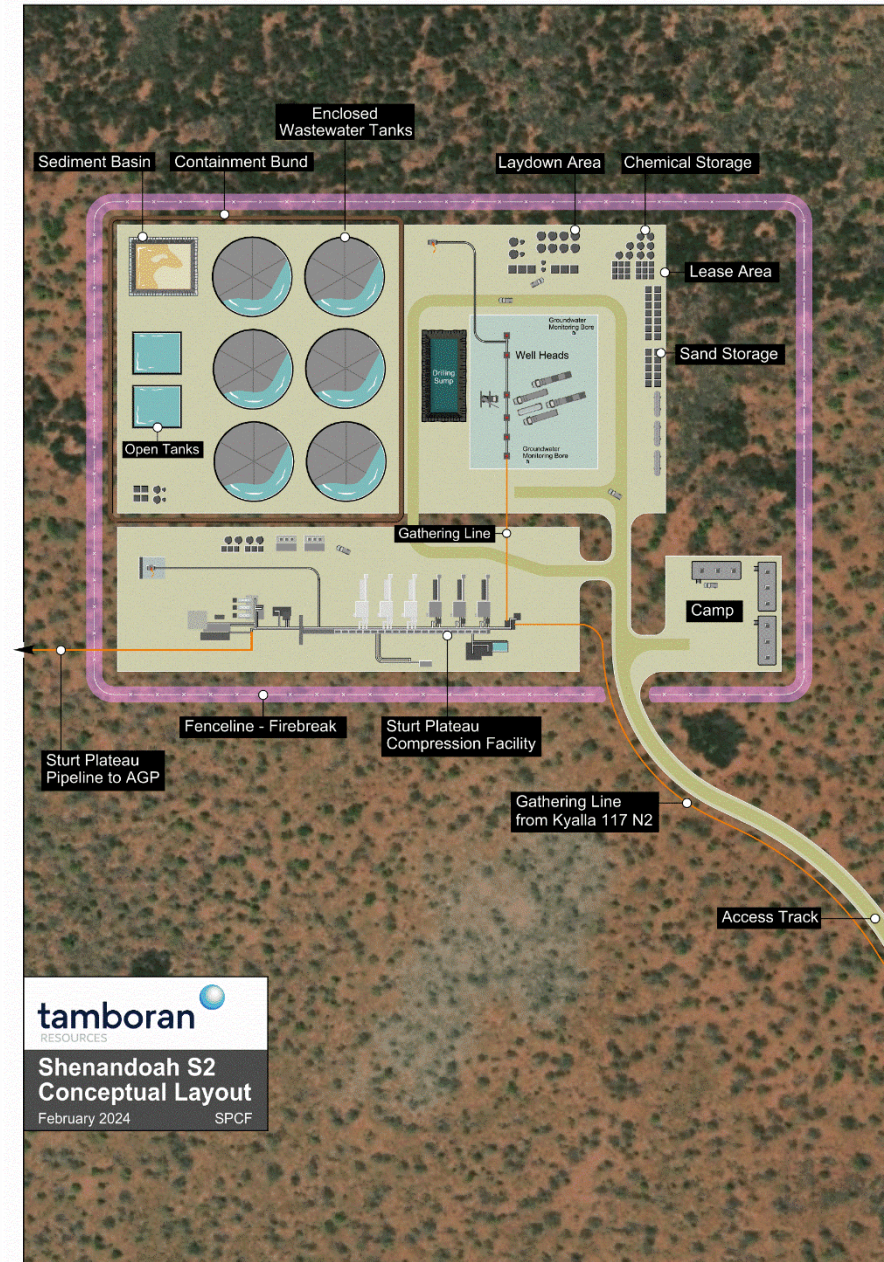 Enclosed
Wastewater Tanks
Sediment Basin
Containment Bund
Laydown Area
Chemical Storage
Lease Area
Groundwater
Monitoring Bore
Well Heads
Sand Storage
Drilling
Sump
Open Tanks
Groundwater
Monitoring Bore
Gathering Line
Camp
Fenceline - Firebreak
Sturt Plateau
Compression Facility
Sturt Plateau
Pipeline to AGP
Gathering Line
from Kyalla 117 N2
Access Track
tamboran
RESOURCES
Shenandoah S2
Conceptual Layout
February 2024 SPCF